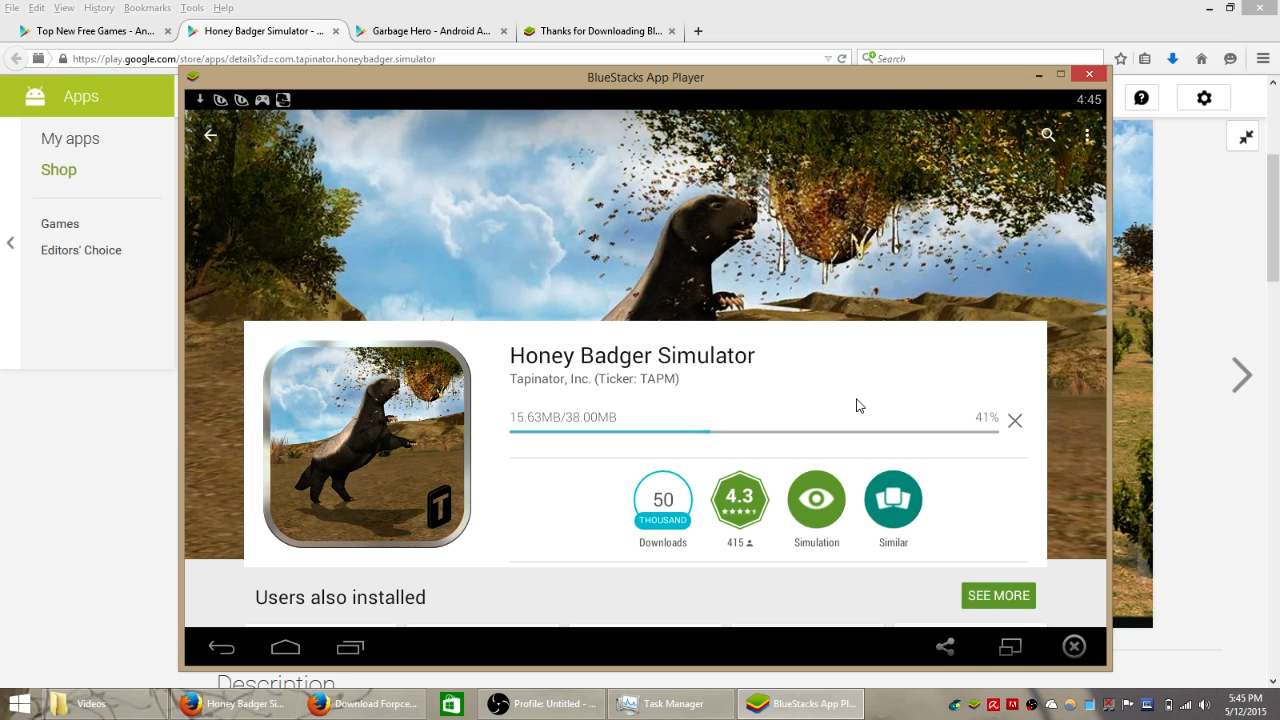 File Edit View History Bookmarks Tools Help
Top New Free Games - An...
Honey Badger Simulator - ...
Garbage Hero - Android A...
Thanks for Downloading Bl...
https://play.google.com/store/apps/details?id=com.tapinator.honeybadger.simulator
Search
BlueStacks App Player
Apps
4:45
My apps
Shop
Games
Editors' Choice
Honey Badger Simulator
Tapinator, Inc. (Ticker: TAPM)
15.63MB/38.00MB
41%
50
THOUSAND
4.3
Downloads
415
Simulation
Similar
T
Users also installed
SEE MORE
Description
Videos
Honey Badger Si...
Download Forpce...
Profile: Untitled - ...
Task Manager
BlueStacks App Pl...
5:45 PM
5/12/2015